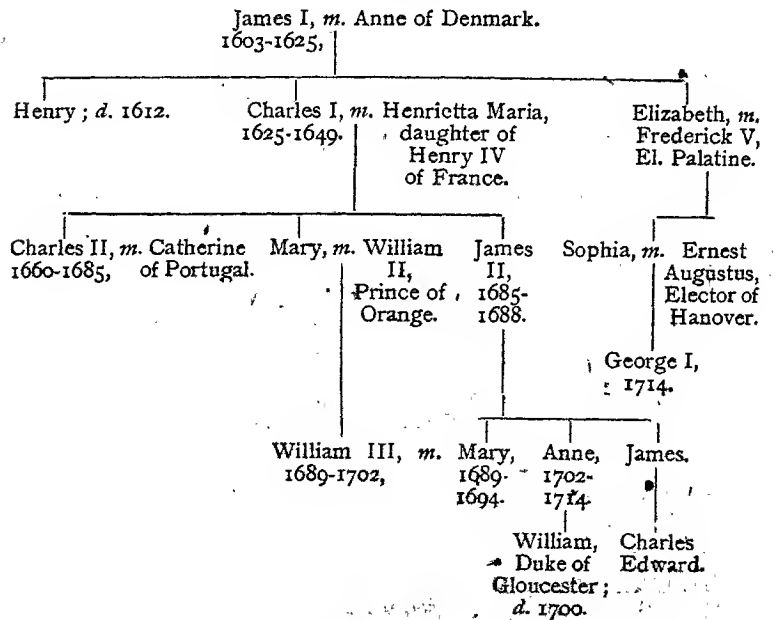 James I, m. Anne of Denmark.
1603-1625,
Henry; d. 1612.
Charles I, m. Henrietta Maria,
1625-1649. daughter of
Henry IV
of France.
Elizabeth, m.
Frederick V,
El. Palatine.
Charles II, m. Catherine
1660-1685, of Portugal.
Mary, m. William
II,
Prince of
Orange.
James
II,
1685-
1688.
Sophia, m. Ernest
Augustus,
Elector of
Hanover.
George I,
1714.
William III, m. Mary,
1689-1702, 1689-
1694.
Anne,
1702-
1714.
James.
William,
Duke of
Gloucester;
d. 1700.
Charles
Edward.